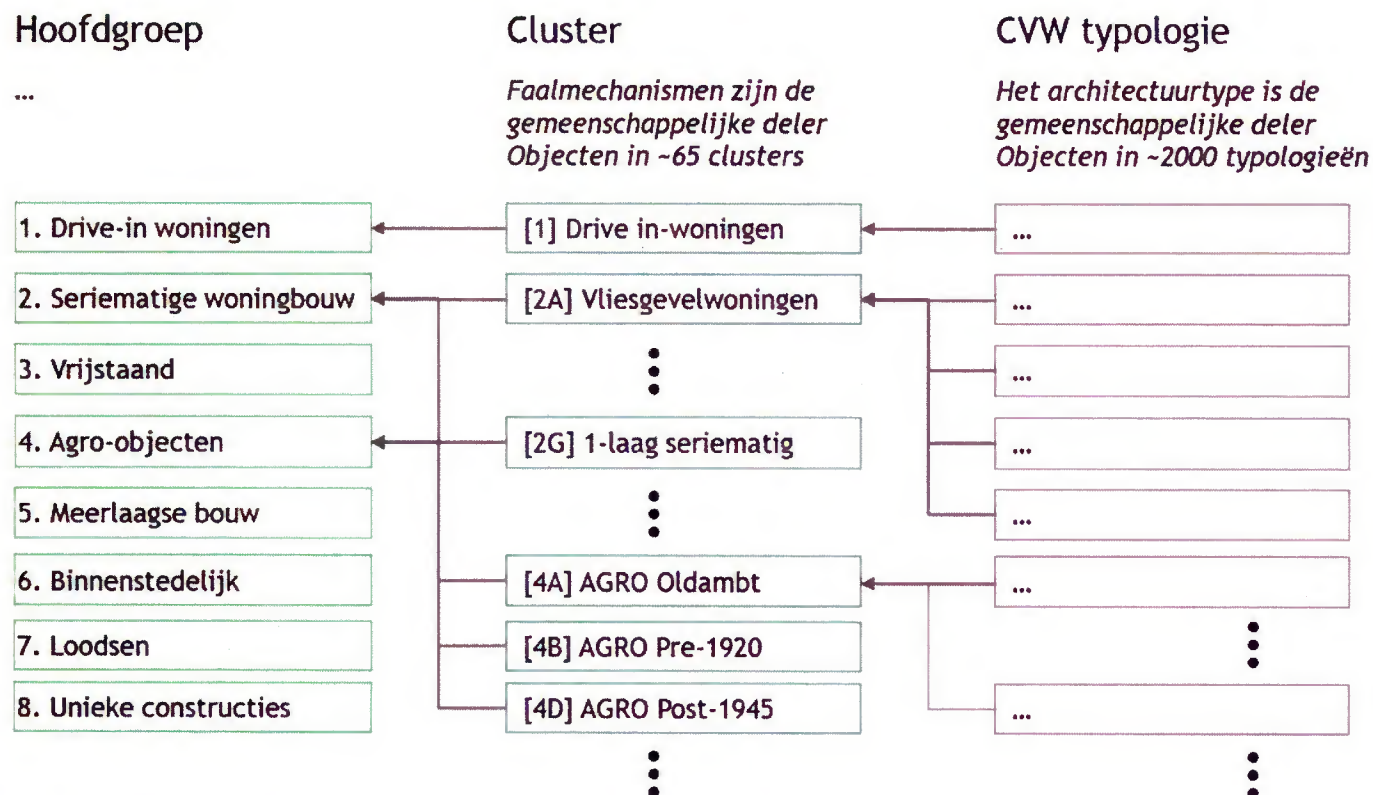 Hoofdgroep
...
1. Drive-in woningen
2. Seriematige woningbouw
3. Vrijstaand
4. Agro-objecten
5. Meerlaagse bouw
6. Binnenstedelijk
7. Loodsen
8. Unieke constructies
Cluster
Faalmechanismen zijn de
gemeenschappelijke deler
Objecten in ~65 clusters
[1] Drive in-woningen
[2A] Vliesgevelwoningen
[2G] 1-laag seriematig
[4A] AGRO Oldambt
[4B] AGRO Pre-1920
[4D] AGRO Post-1945
CVW typologie
Het architectuurtype is de
gemeenschappelijke deler
Objecten in ~2000 typologieën
...
...
...
...
...
...
...